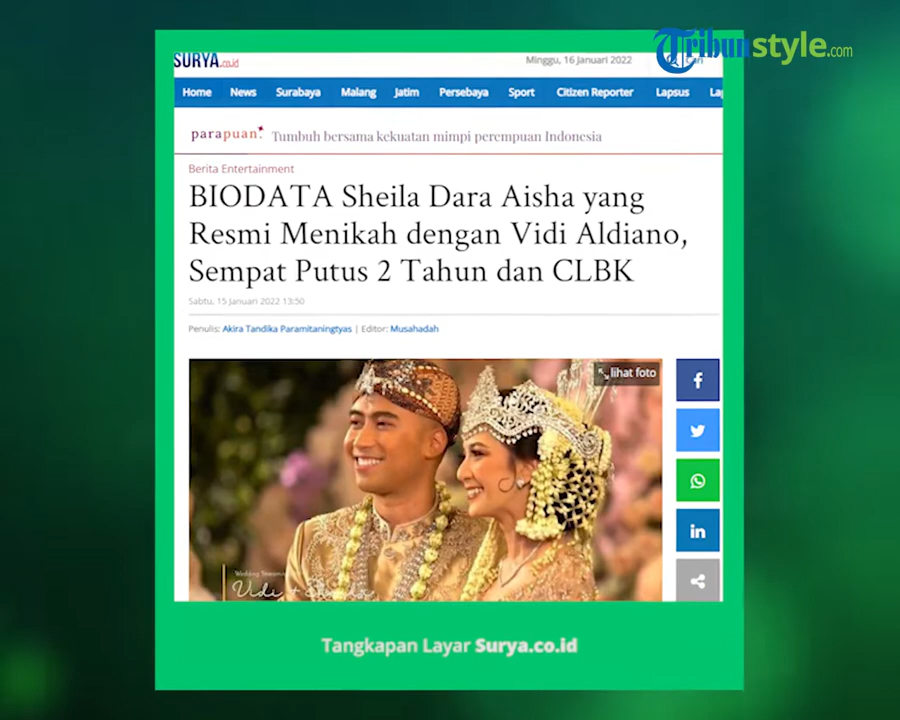 Tribunstyle.com
SURYA.co.id
Minggu, 16 Januari 2022
Home News Surabaya Malang Jatim Persebaya Sport Citizen Reporter Lapsus
parapuan. Tumbuh bersama kekuatan mimpi perempuan Indonesia
Berita Entertainment
BIODATA Sheila Dara Aisha yang
Resmi Menikah dengan Vidi Aldiano,
Sempat Putus 2 Tahun dan CLBK
Sabtu, 15 Januari 2022 13:50
Penulis: Akira Tandika Paramitaningtyas | Editor: Musahadah
lihat foto
Vidi +
Tangkapan Layar Surya.co.id